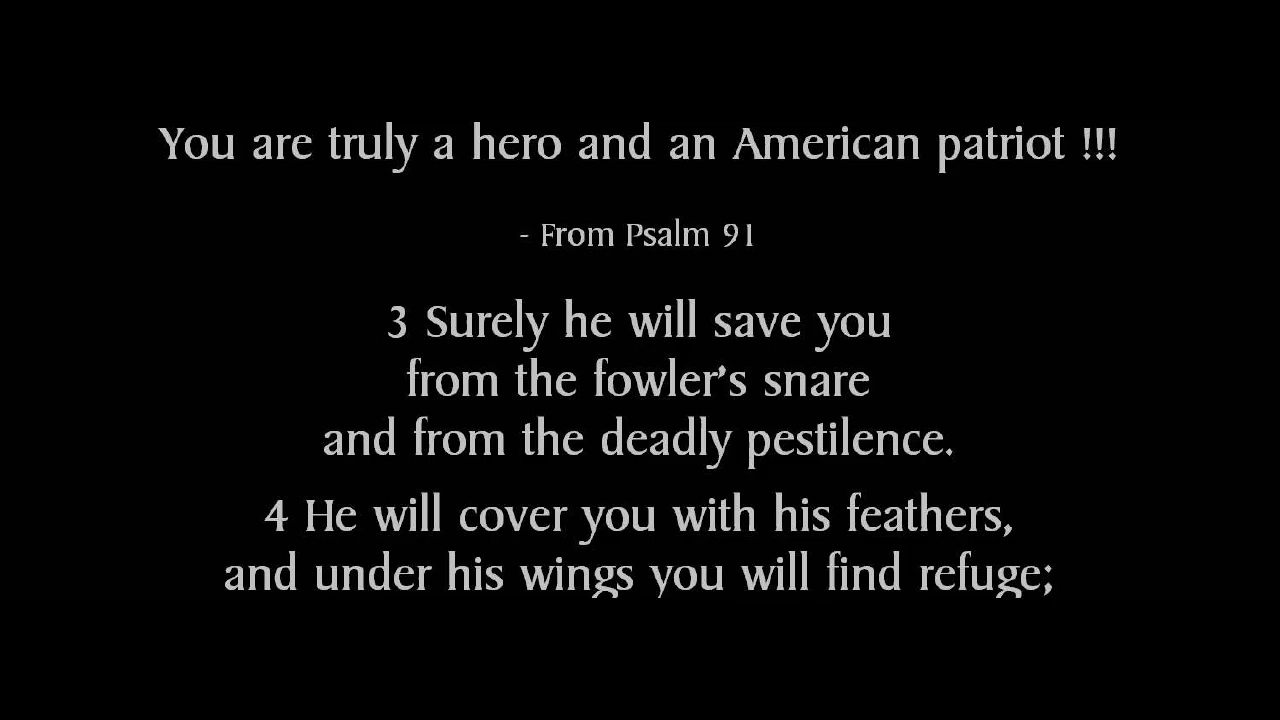 You are truly a hero and an American patriot !!!
- From Psalm 91
3 Surely he will save you
from the fowler's snare
and from the deadly pestilence.
4 He will cover you with his feathers,
and under his wings you will find refuge;